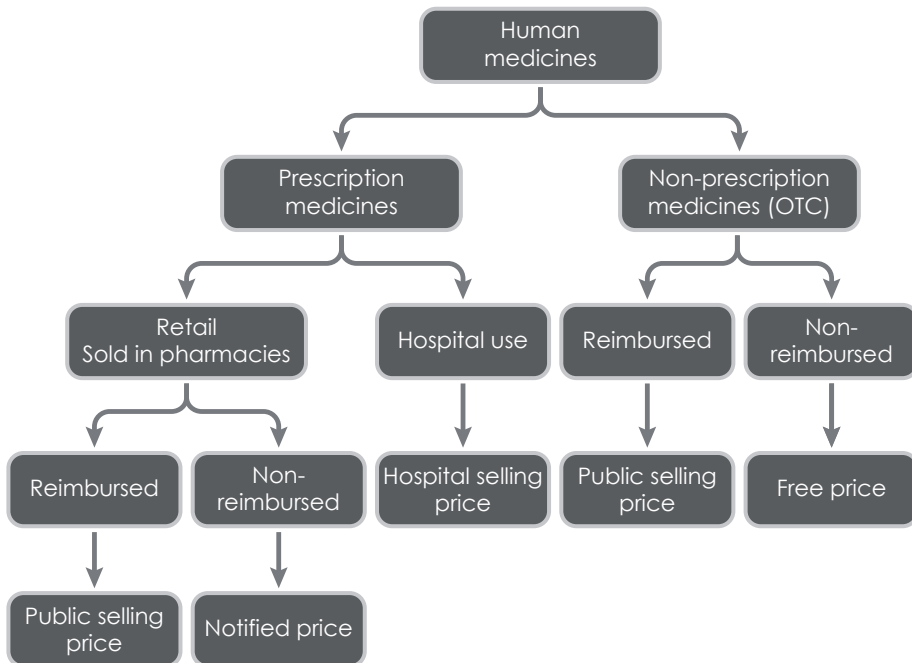 Human
medicines
Prescription
medicines
Non-prescription
medicines (OTC)
Retail
Sold in pharmacies
Hospital use
Reimbursed
Non-
reimbursed
Reimbursed
Non-
reimbursed
Hospital selling
price
Public selling
price
Free price
Public selling
price
Notified price